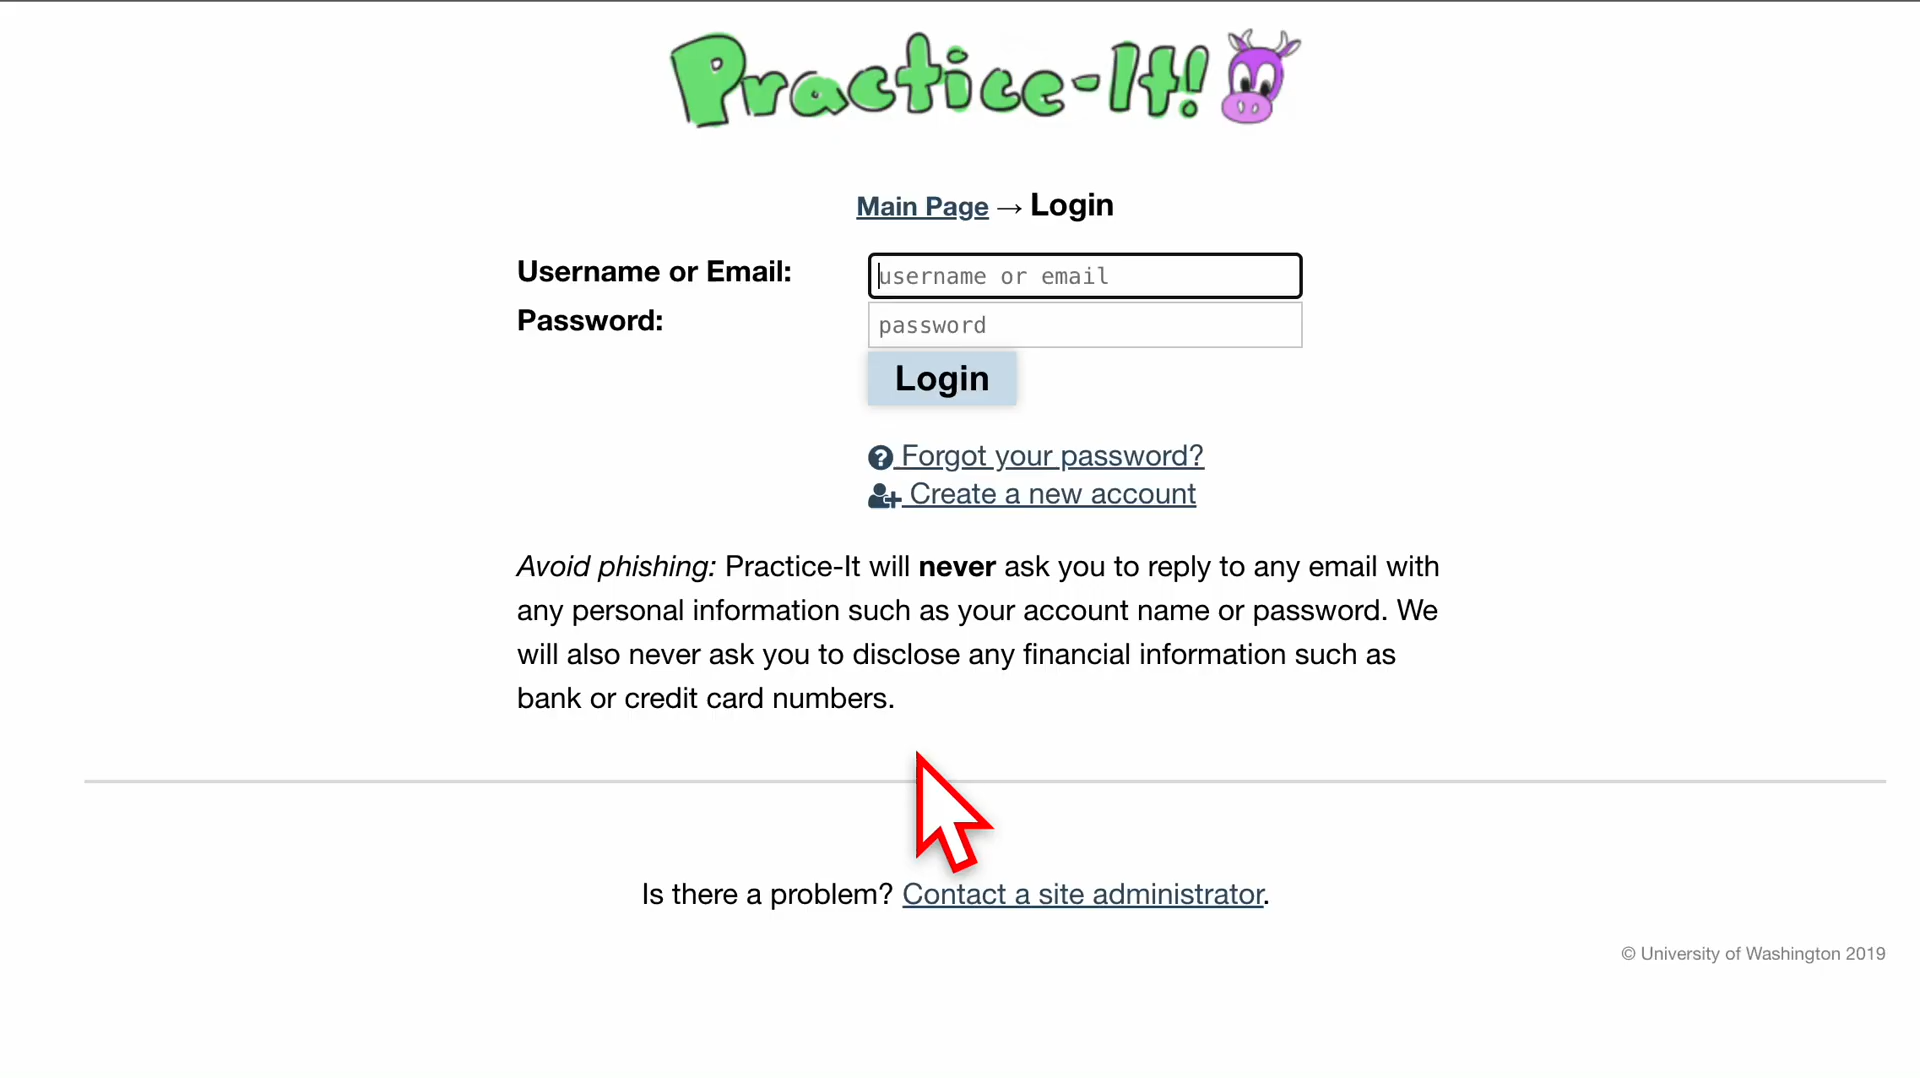 Practice-It!
Main Page → Login
Username or Email: username or email
Password: password
Login
Forgot your password?
Create a new account
Avoid phishing: Practice-It will never ask you to reply to any email with
any personal information such as your account name or password. We
will also never ask you to disclose any financial information such as
bank or credit card numbers.
Is there a problem? Contact a site administrator.
© University of Washington 2019